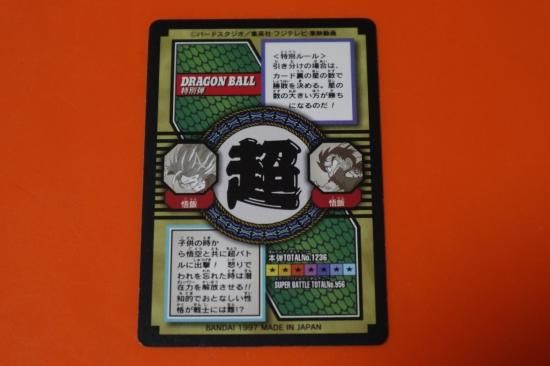 ©バードスタジオ/集英社・フジテレビ・東映動画
DRAGON BALL
特別弾
<特別ルール>
引き分けの場合は、
カード裏の星の数で
勝敗を決める。星の
数の大きい方が勝ち
になるのだ!
超
悟飯
悟飯
子供の時か
ら悟空と共に超バト
ルに出撃! 怒りで
われを忘れた時は潜
在力を解放させる!! 知
的でおとなしい性
格が戦士には難!?
本弾TOTALNo.1236
★★★★★★★
SUPER BATTLE TOTALNo.956
BANDAI 1997 MADE IN JAPAN